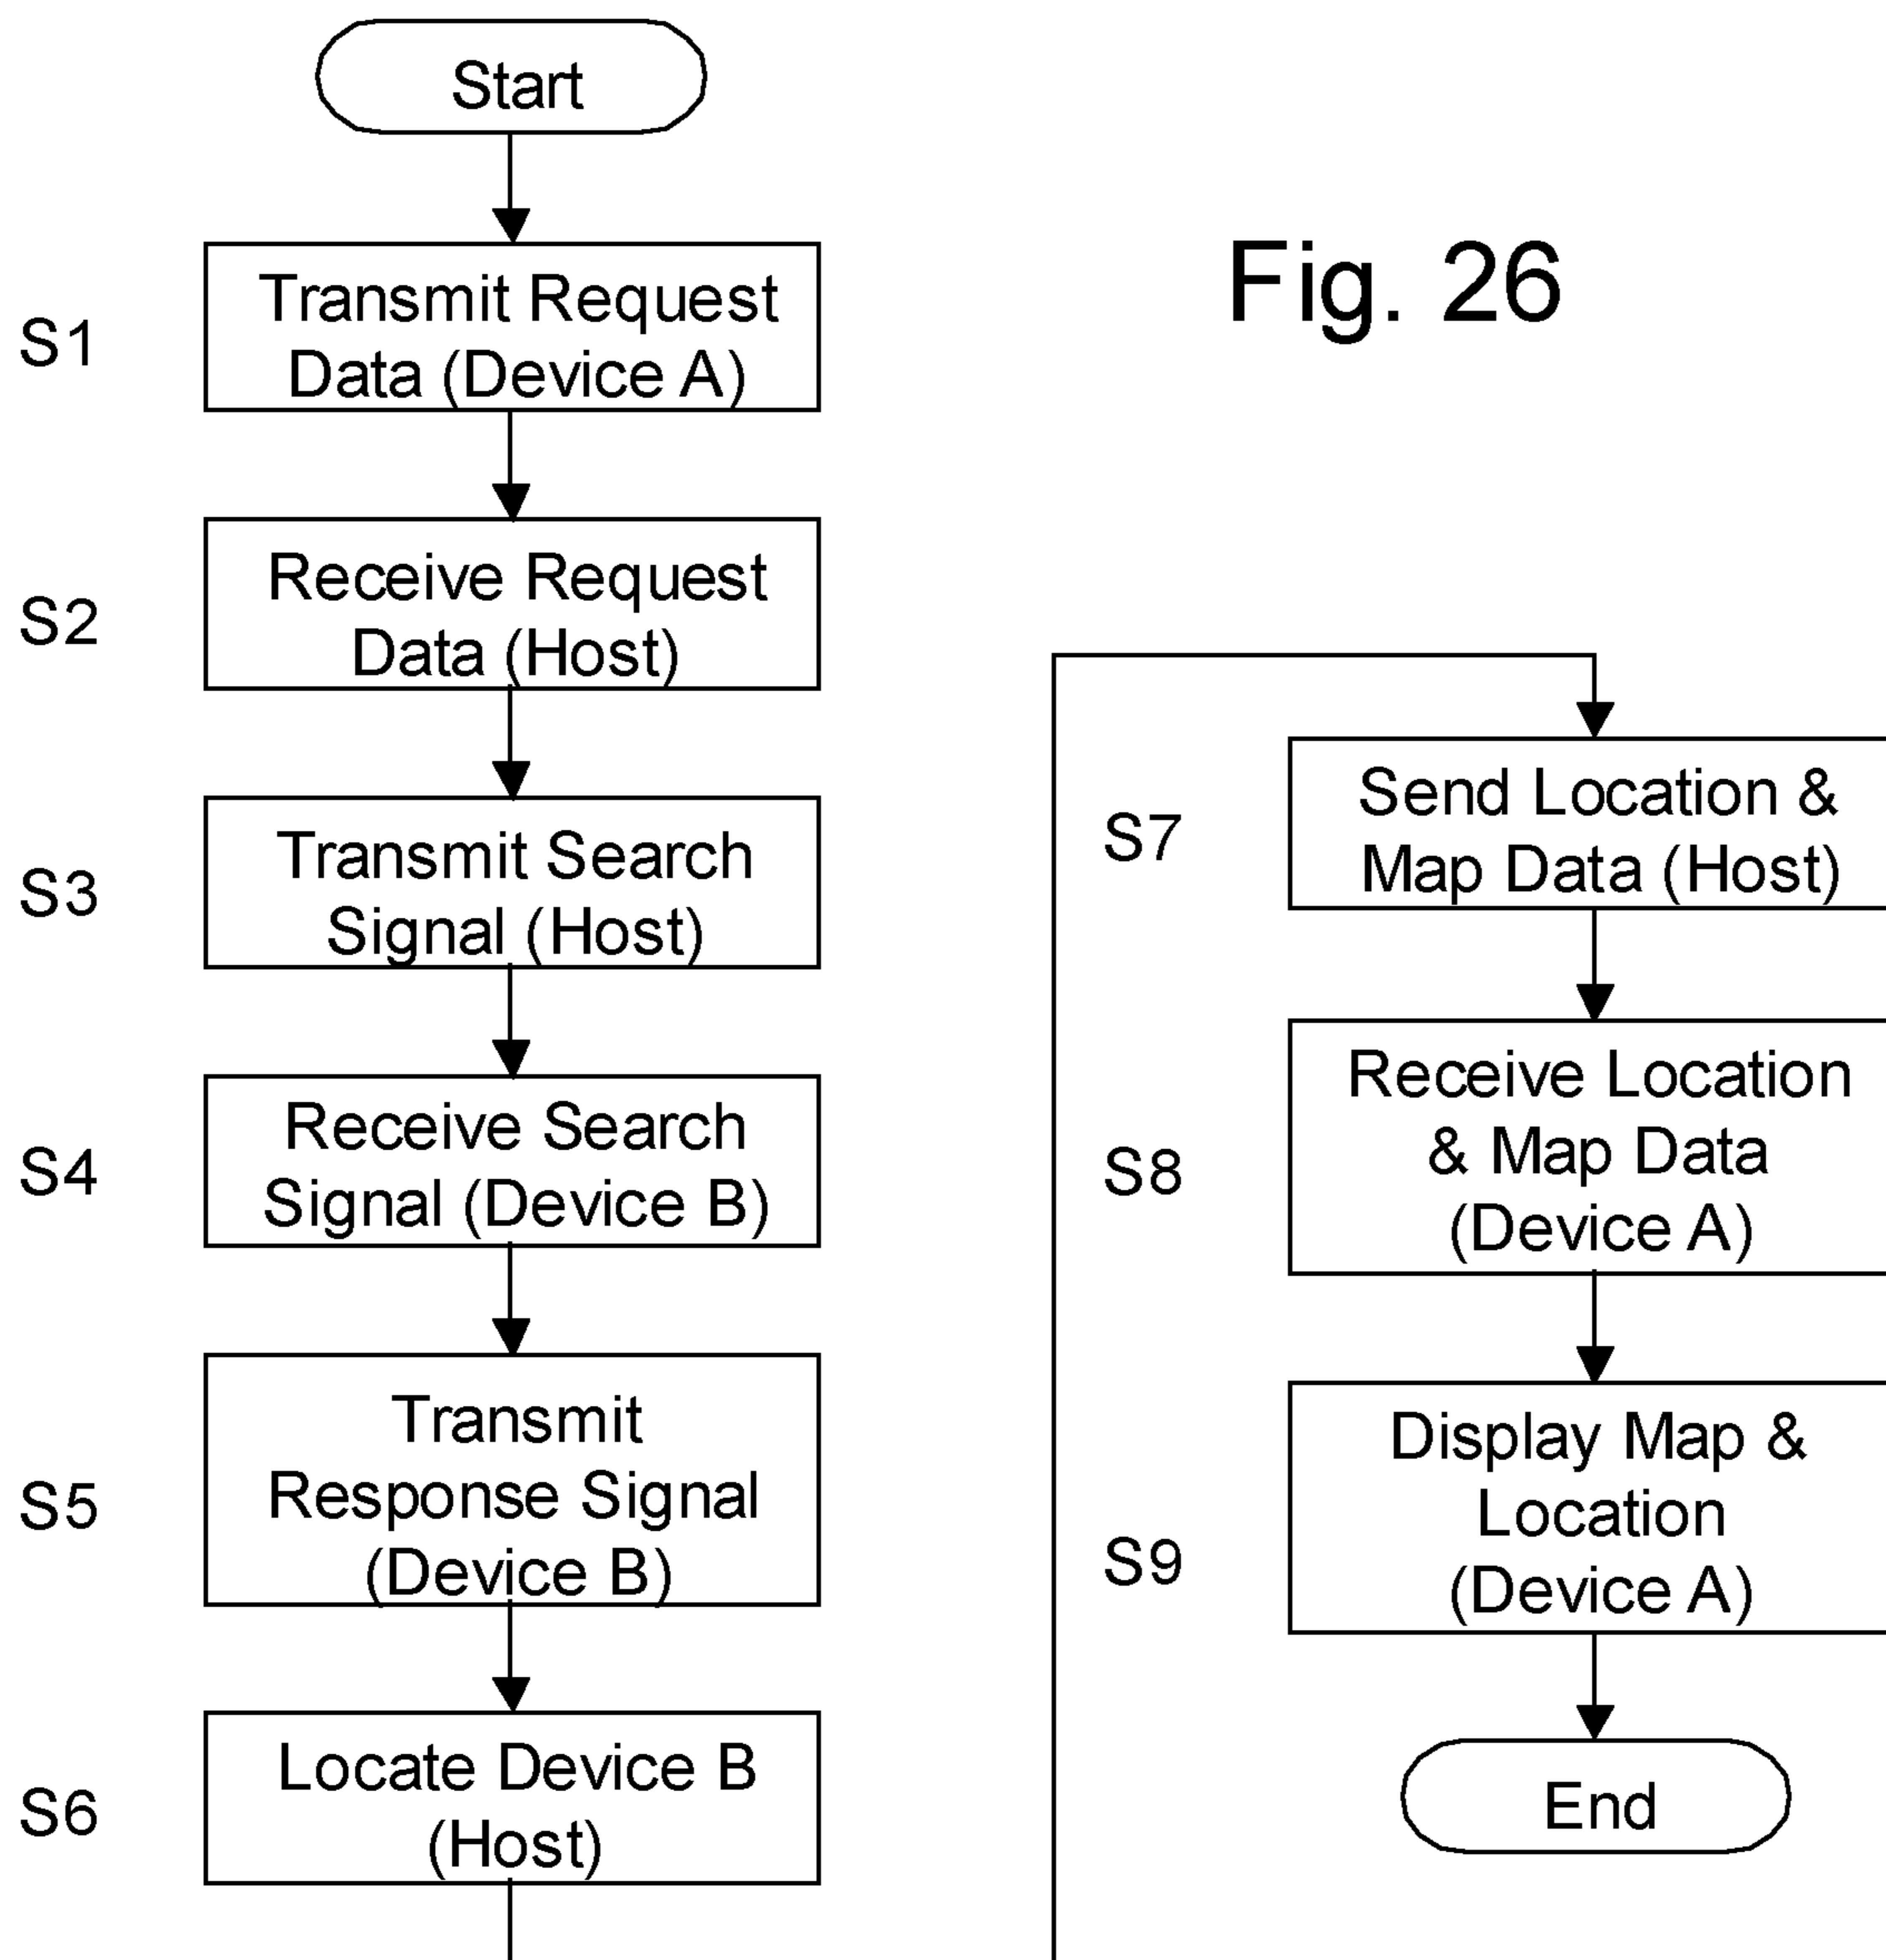 Start
Fig. 26
S1
Transmit Request
Data (Device A)
S2
Receive Request
Data (Host)
S3
Transmit Search
Signal (Host)
S4
Receive Search
Signal (Device B)
S5
Transmit
Response Signal
(Device B)
S6
Locate Device B
(Host)
S7
Send Location &
Map Data (Host)
S8
Receive Location
& Map Data
(Device A)
S9
Display Map &
Location
(Device A)
End